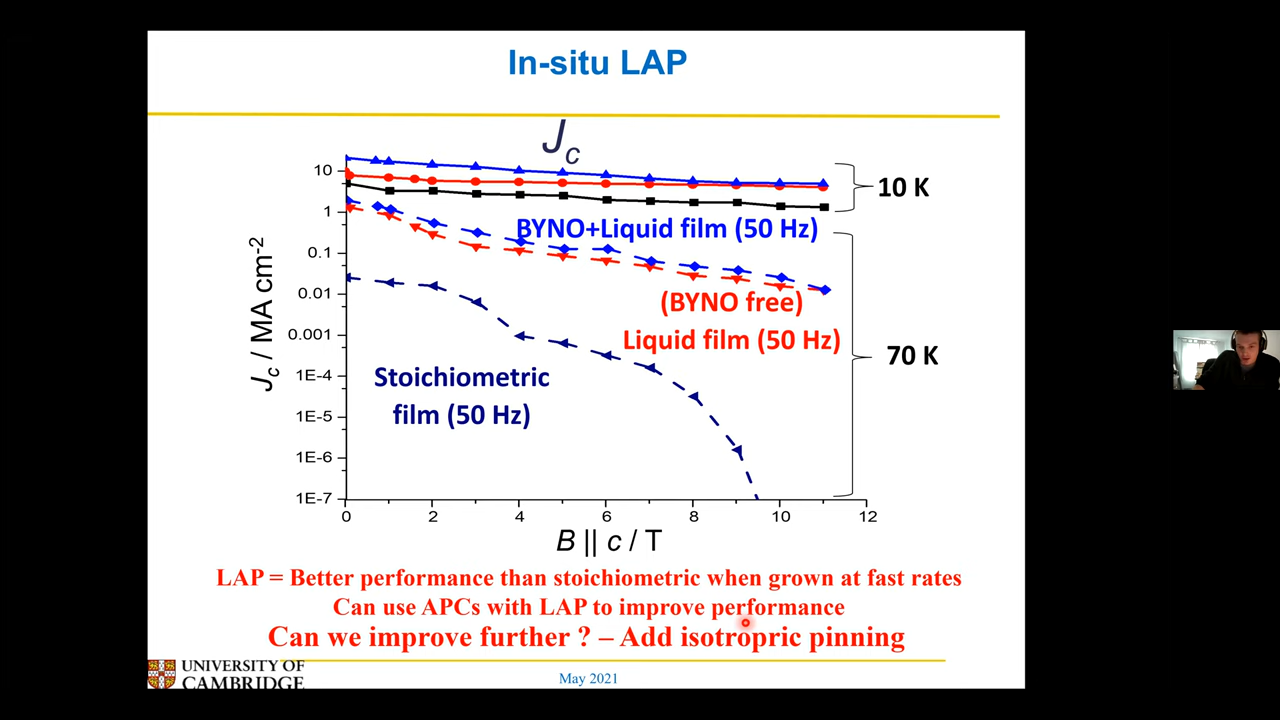 In-situ LAP
Jc
10 K
BYNO+Liquid film (50 Hz)
(BYNO free)
Liquid film (50 Hz)
70 K
Stoichiometric
film (50 Hz)
Jc / MA cm-2
10
1
0.1
0.01
0.001
1E-4
1E-5
1E-6
1E-7
0 2 4 6 8 10 12
B || c / T
LAP = Better performance than stoichiometric when grown at fast rates
Can use APCs with LAP to improve performance
Can we improve further ? – Add isotropric pinning
UNIVERSITY OF
CAMBRIDGE
May 2021